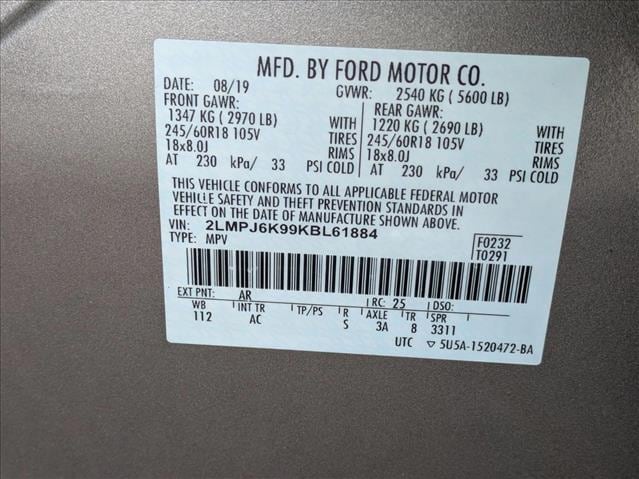 MFD. BY FORD MOTOR CO.
DATE: 08/19 GVWR: 2540 KG ( 5600 LB)
FRONT GAWR: REAR GAWR:
1347 KG ( 2970 LB) WITH 1220 KG ( 2690 LB) WITH
245/60R18 105V TIRES 245/60R18 105V TIRES
18x8.0J RIMS 18x8.0J RIMS
AT 230 kPa/ 33 PSI COLD AT 230 kPa/ 33 PSI COLD
THIS VEHICLE CONFORMS TO ALL APPLICABLE FEDERAL MOTOR
VEHICLE SAFETY AND THEFT PREVENTION STANDARDS IN
EFFECT ON THE DATE OF MANUFACTURE SHOWN ABOVE.
VIN: 2LMPJ6K99KBL61884
TYPE: MPV
F0232
T0291
EXT PNT: AR RC: 25 DSO:
WB INT TR TP/PS R AXLE TR SPR
112 AC S 3A 8 3311
UTC ▽ 5U5A-1520472-BA